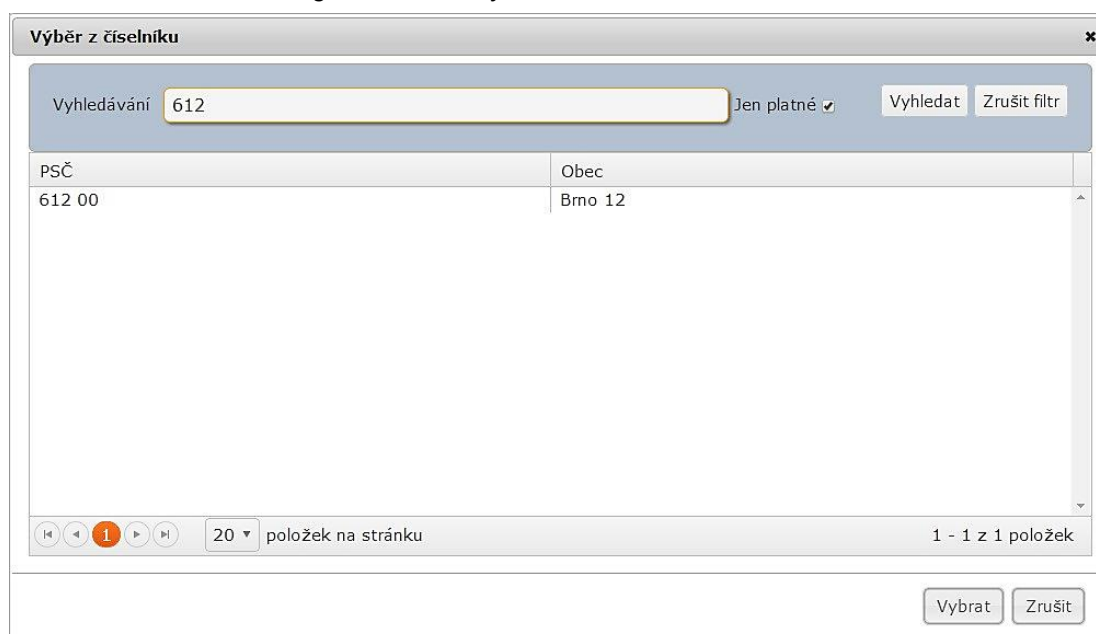 Výběr z číselníku
Vyhledávání 612 Jen platné Vyhledat Zrušit filtr
PSČ Obec
612 00 Brno 12
1 20 položek na stránku 1 - 1 z 1 položek
Vybrat Zrušit